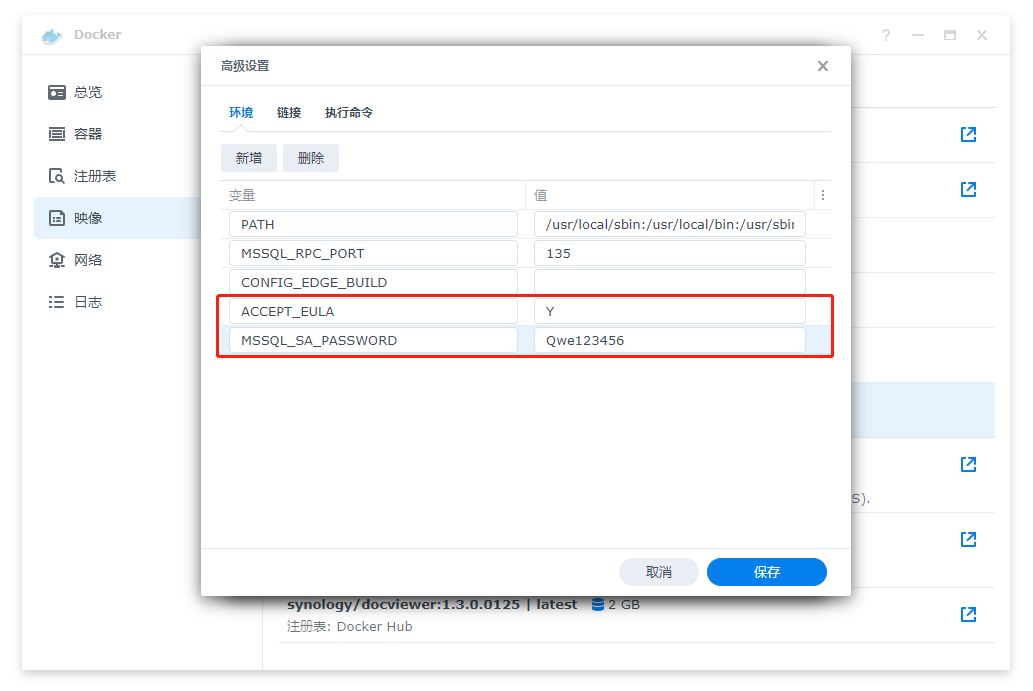 Docker
?
总览
容器
注册表
映像
网络
日志
高级设置
环境 链接 执行命令
新增 删除
变量 值
PATH /usr/local/sbin:/usr/local/bin:/usr/sbin
MSSQL_RPC_PORT 135
CONFIG_EDGE_BUILD
ACCEPT_EULA Y
MSSQL_SA_PASSWORD Qwe123456
S).
取消 保存
synology/docviewer:1.3.0.0125 | latest 2 GB
注册表: Docker Hub